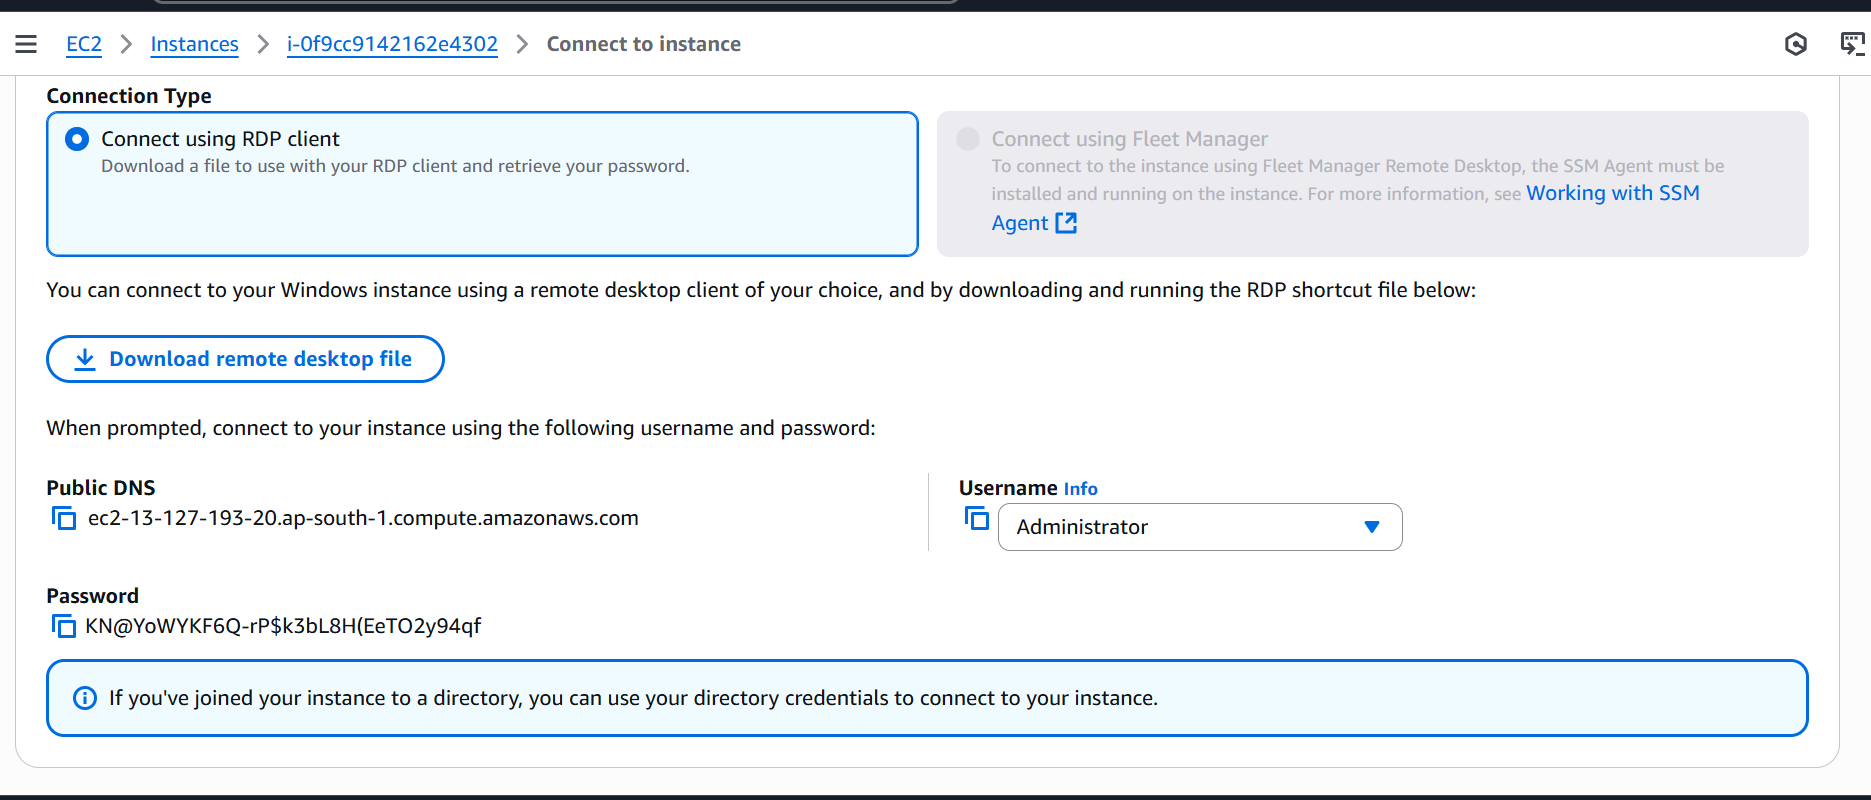 EC2 > Instances > i-0f9cc9142162e4302 > Connect to instance
Connection Type
Connect using RDP client
Download a file to use with your RDP client and retrieve your password.
Connect using Fleet Manager
To connect to the instance using Fleet Manager Remote Desktop, the SSM Agent must be
installed and running on the instance. For more information, see Working with SSM
Agent
You can connect to your Windows instance using a remote desktop client of your choice, and by downloading and running the RDP shortcut file below:
Download remote desktop file
When prompted, connect to your instance using the following username and password:
Public DNS
ec2-13-127-193-20.ap-south-1.compute.amazonaws.com
Username Info
Administrator
Password
KN@YoWYKF6Q-rP$k3bL8H(EeTO2y94qf
If you've joined your instance to a directory, you can use your directory credentials to connect to your instance.